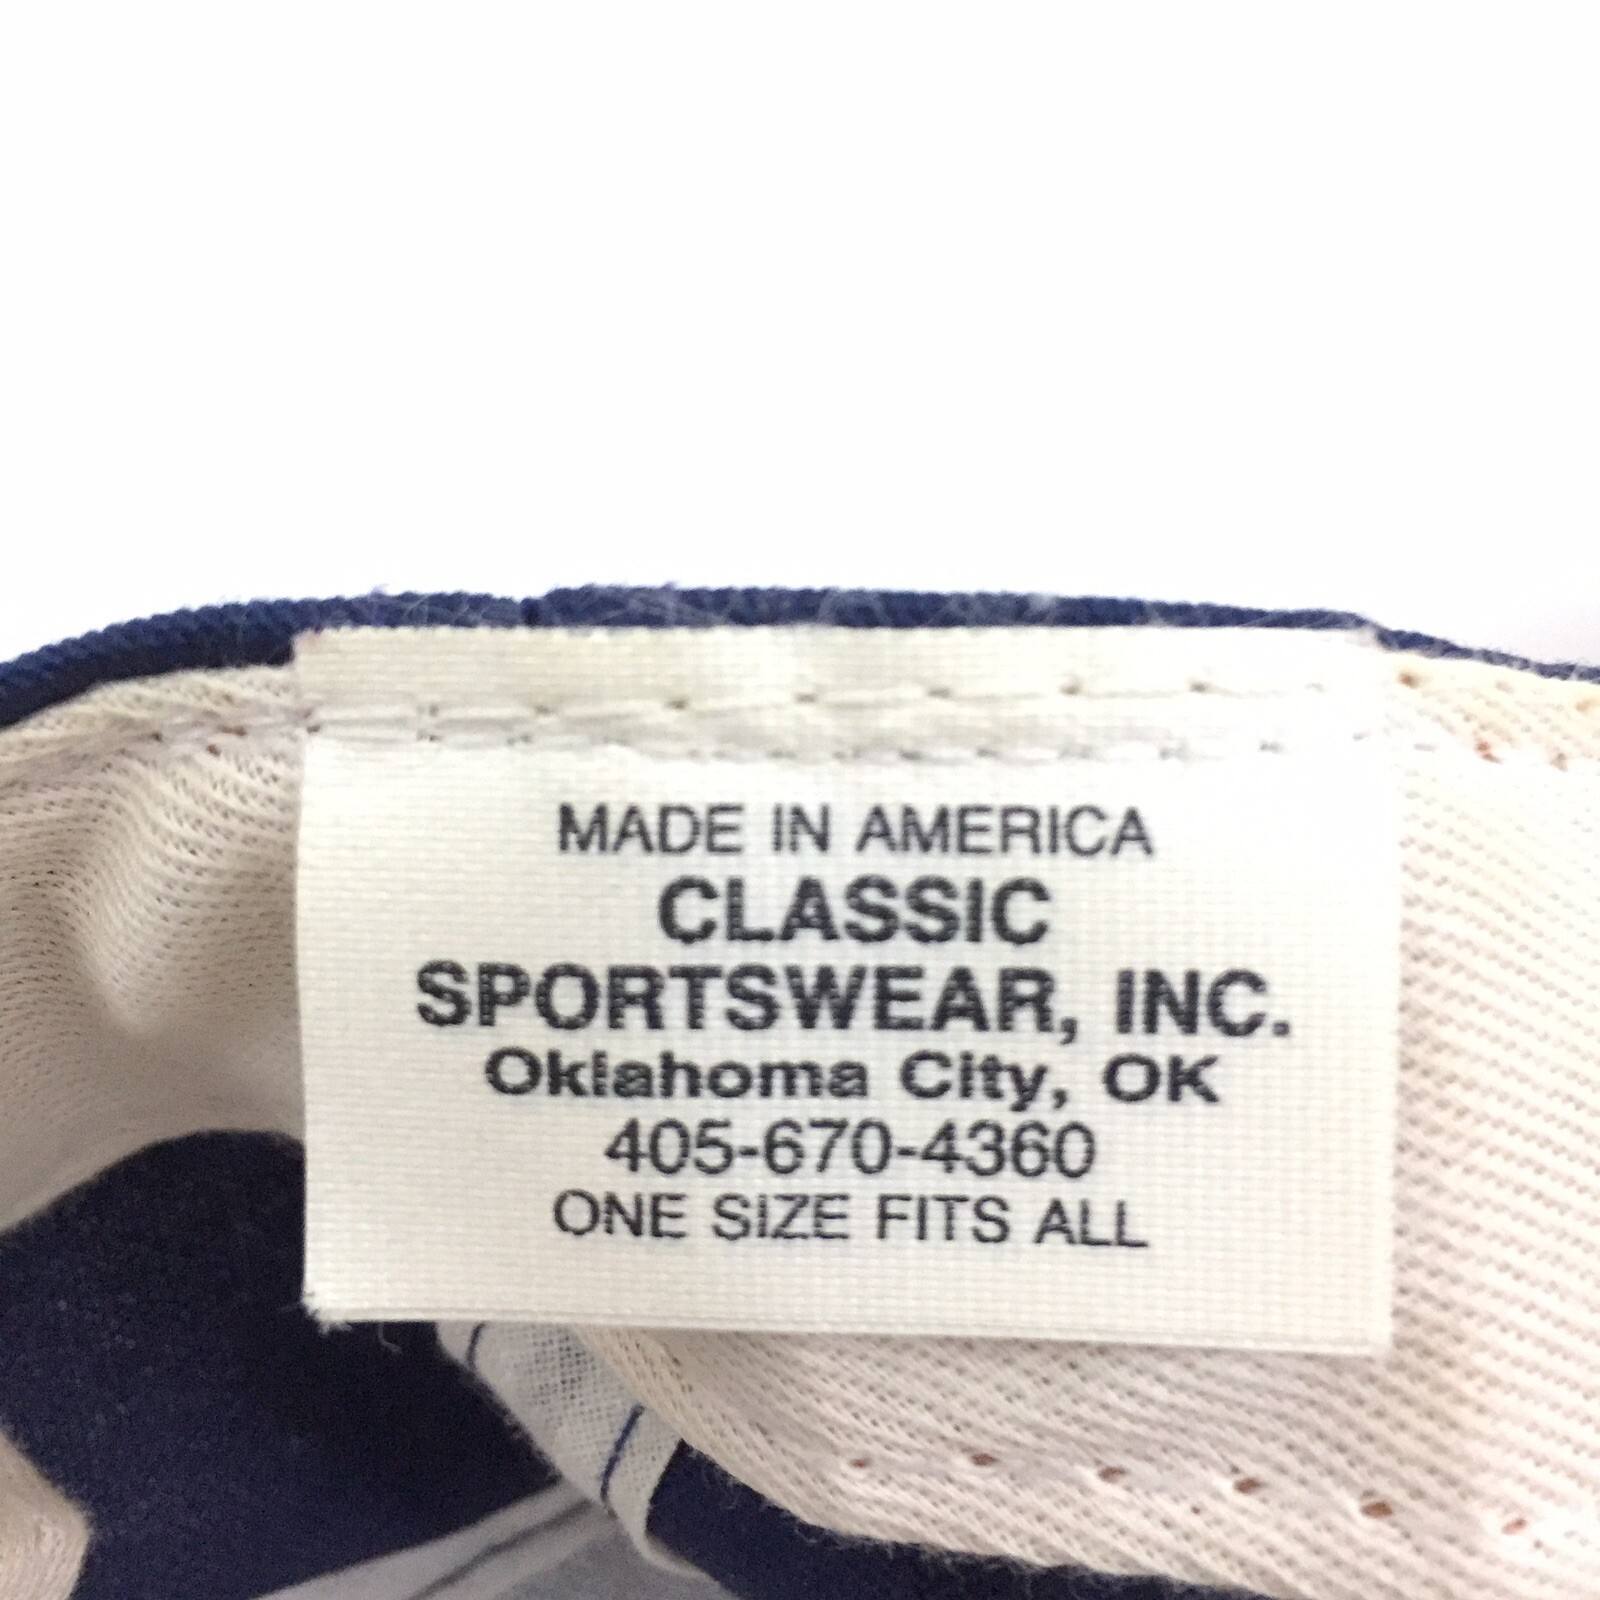 MADE IN AMERICA
CLASSIC
SPORTSWEAR, INC.
Oklahoma City, OK
405-670-4360
ONE SIZE FITS ALL